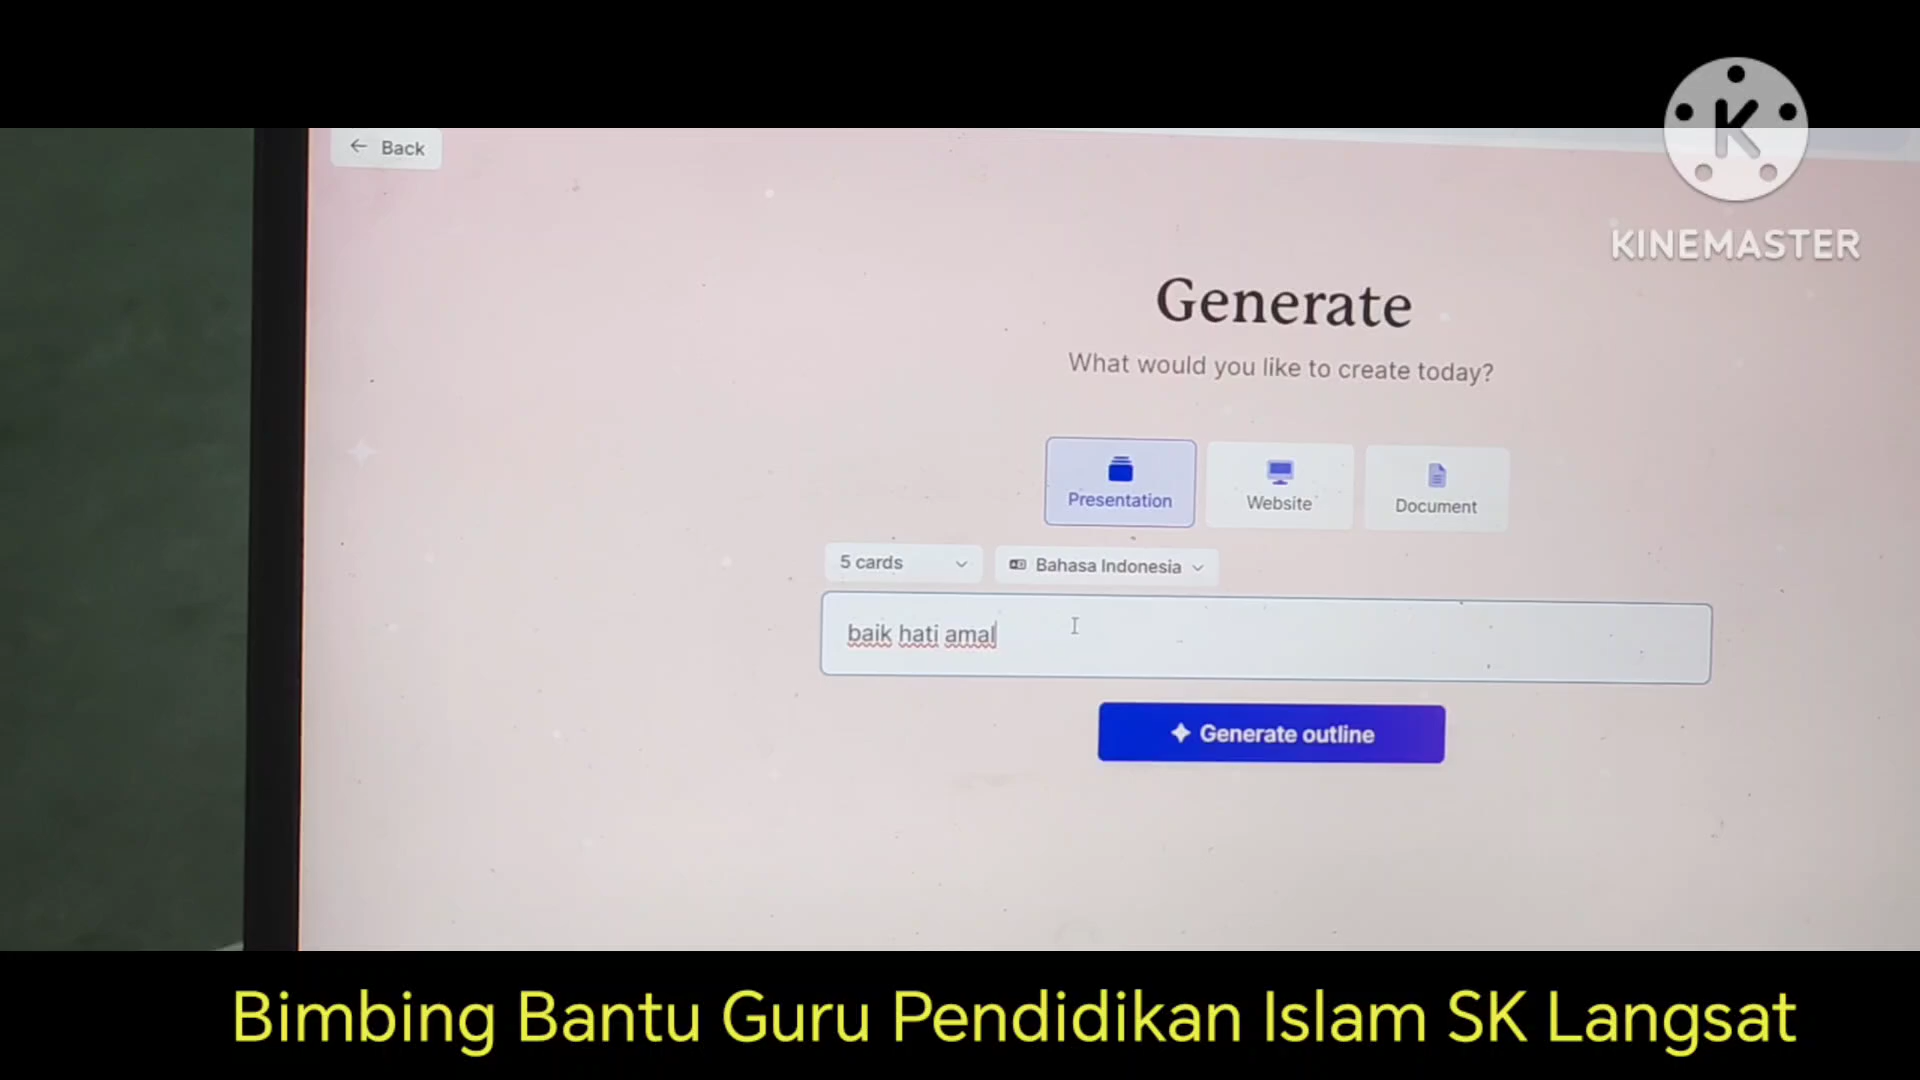 Back
KINEMASTER
Generate
What would you like to create today?
Presentation
Website
Document
5 cards
Bahasa Indonesia
baik hati amal
Generate outline
Bimbing Bantu Guru Pendidikan Islam SK Langsat